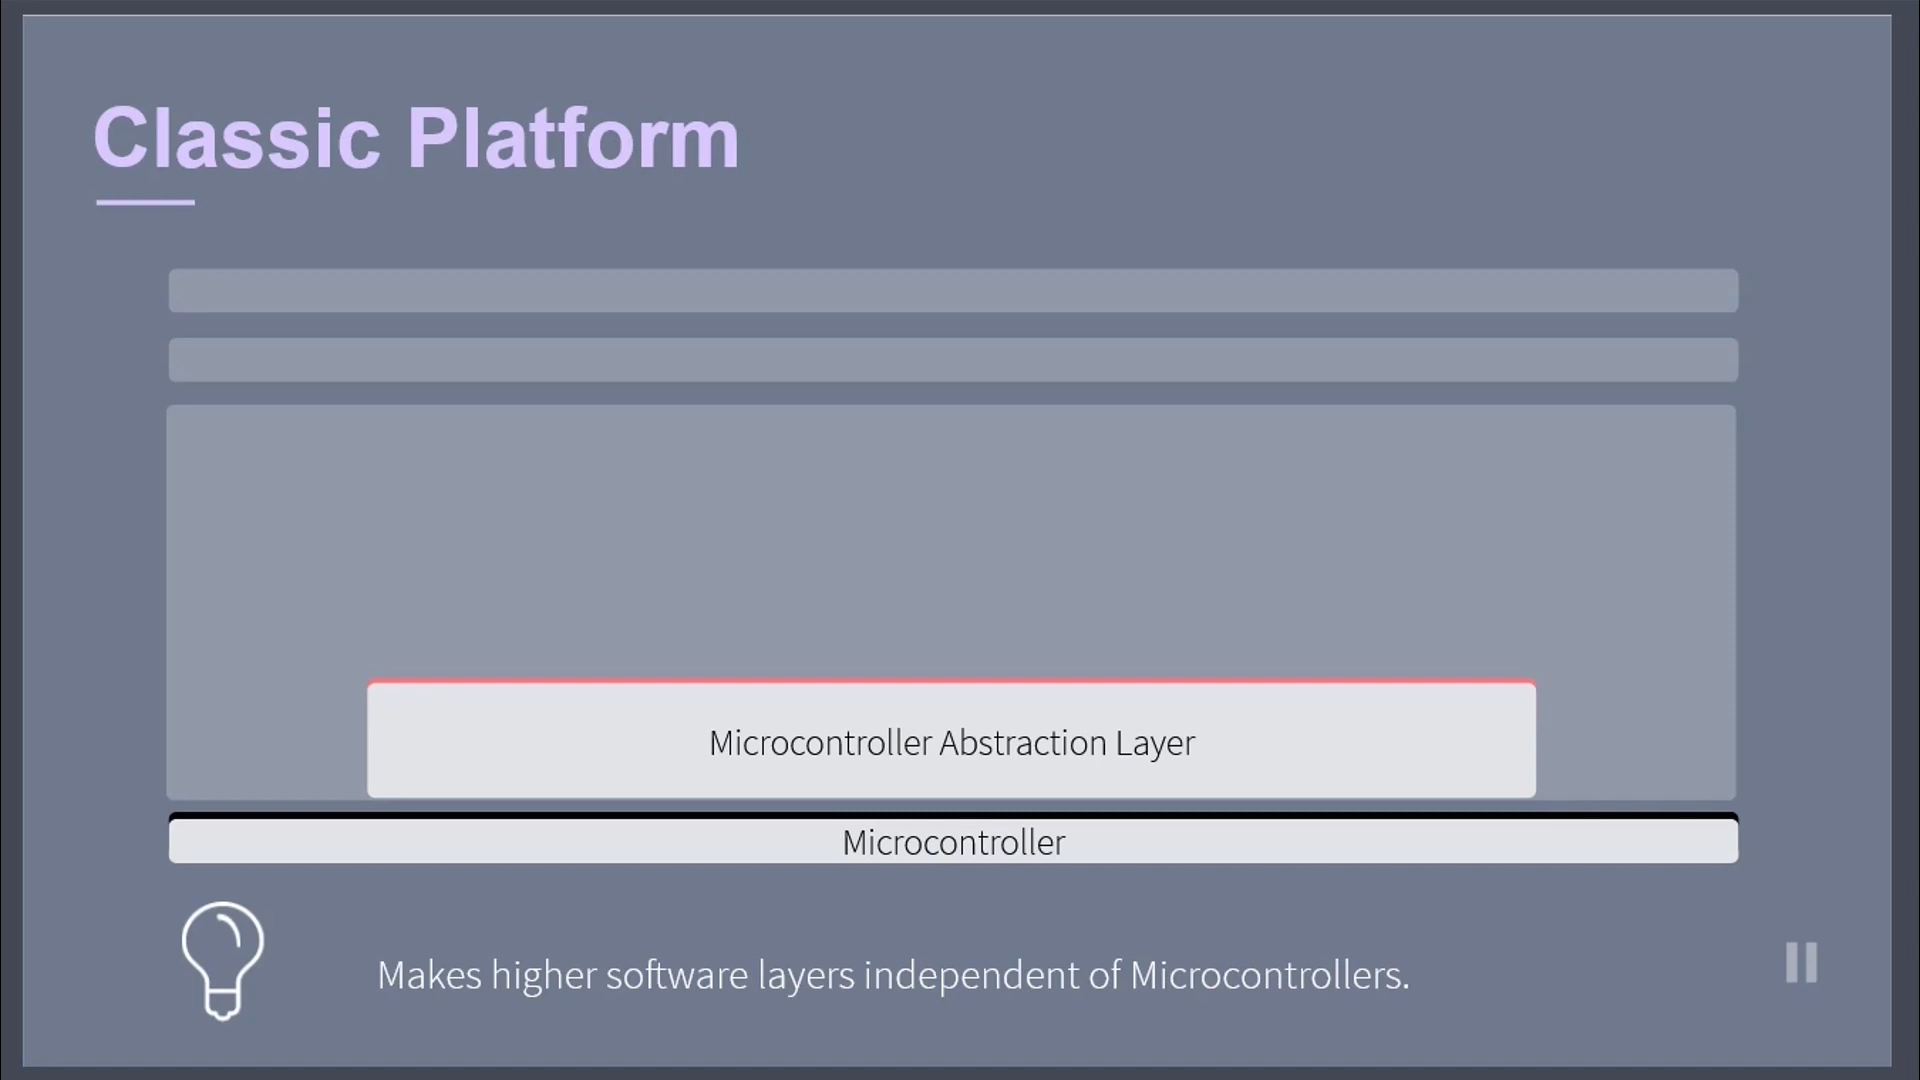 Classic Platform
Microcontroller Abstraction Layer
Microcontroller
Makes higher software layers independent of Microcontrollers.